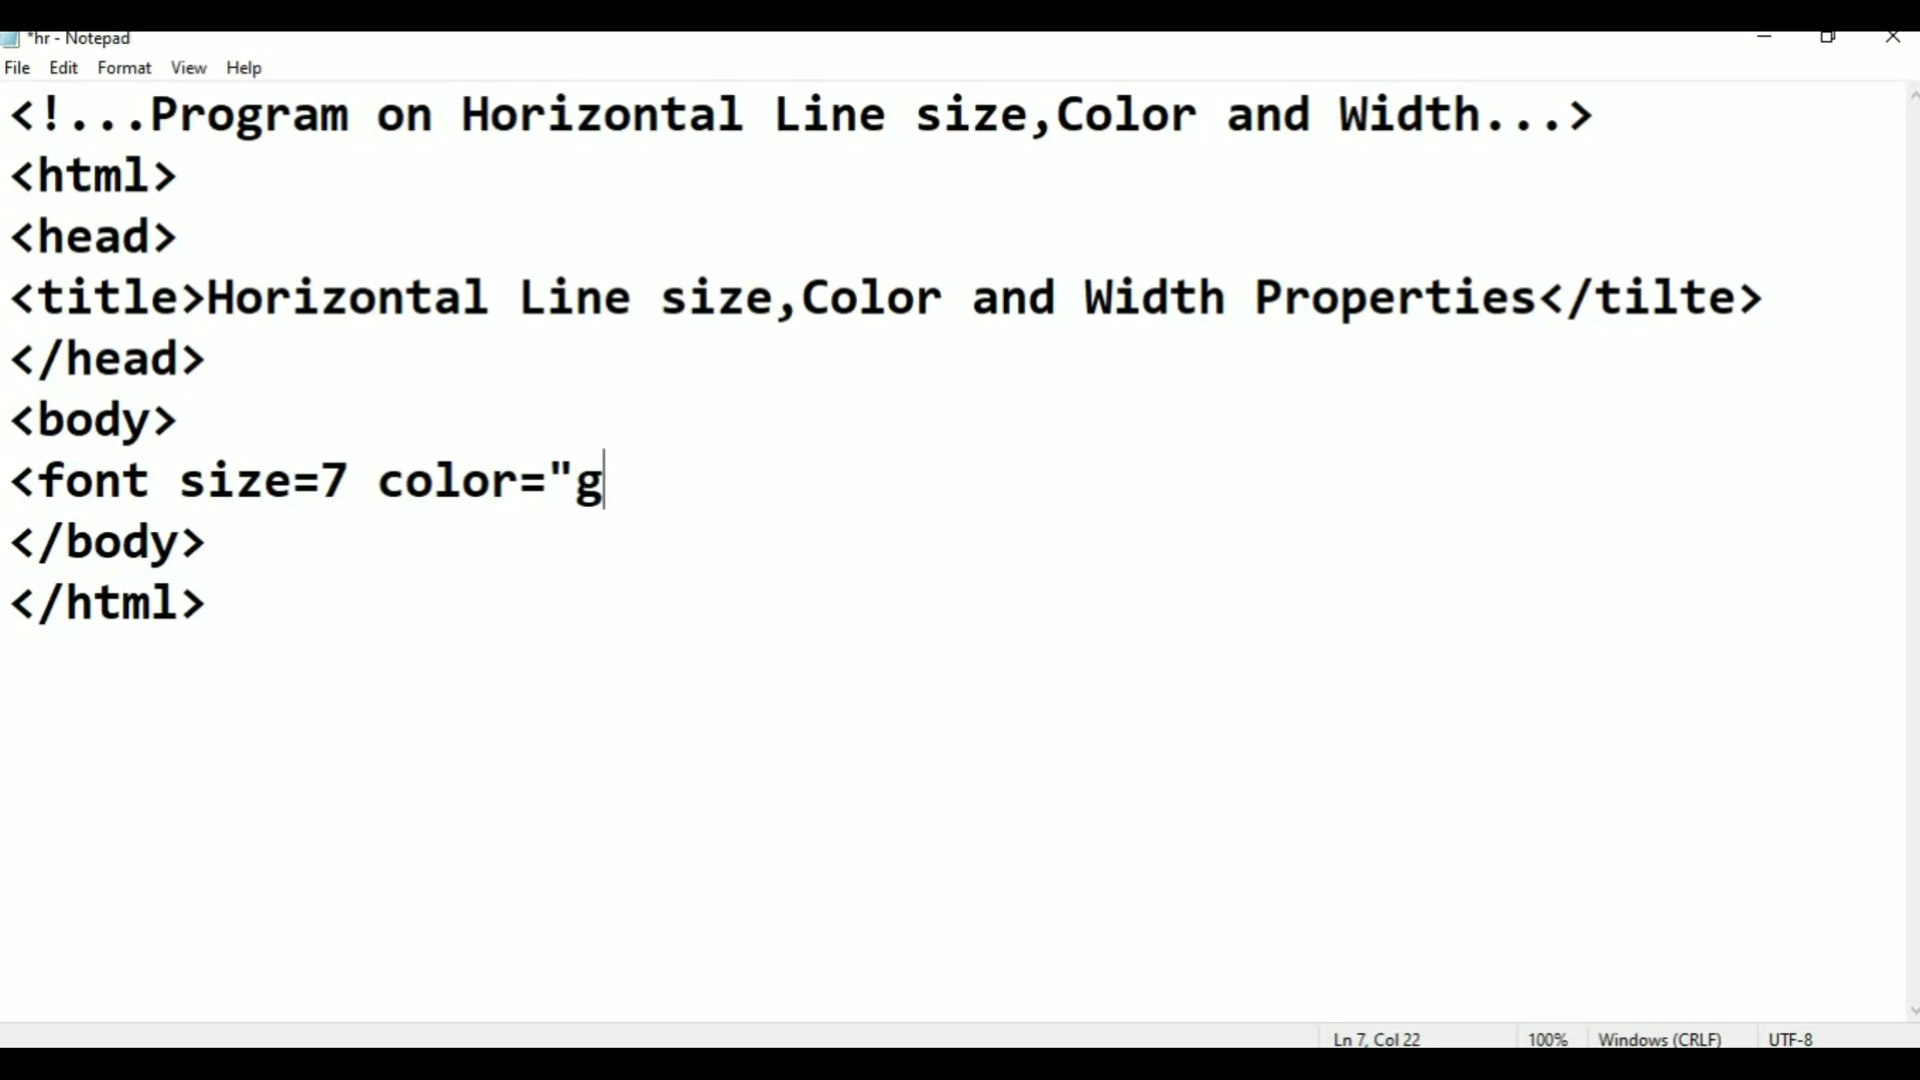 *hr - Notepad
File Edit Format View Help
<!...Program on Horizontal Line size,Color and Width...>
<html>
<head>
<title>Horizontal Line size,Color and Width Properties</tilte>
</head>
<body>
<font size=7 color="g
</body>
</html>
Ln 7, Col 22 100% Windows (CRLF) UTF-8